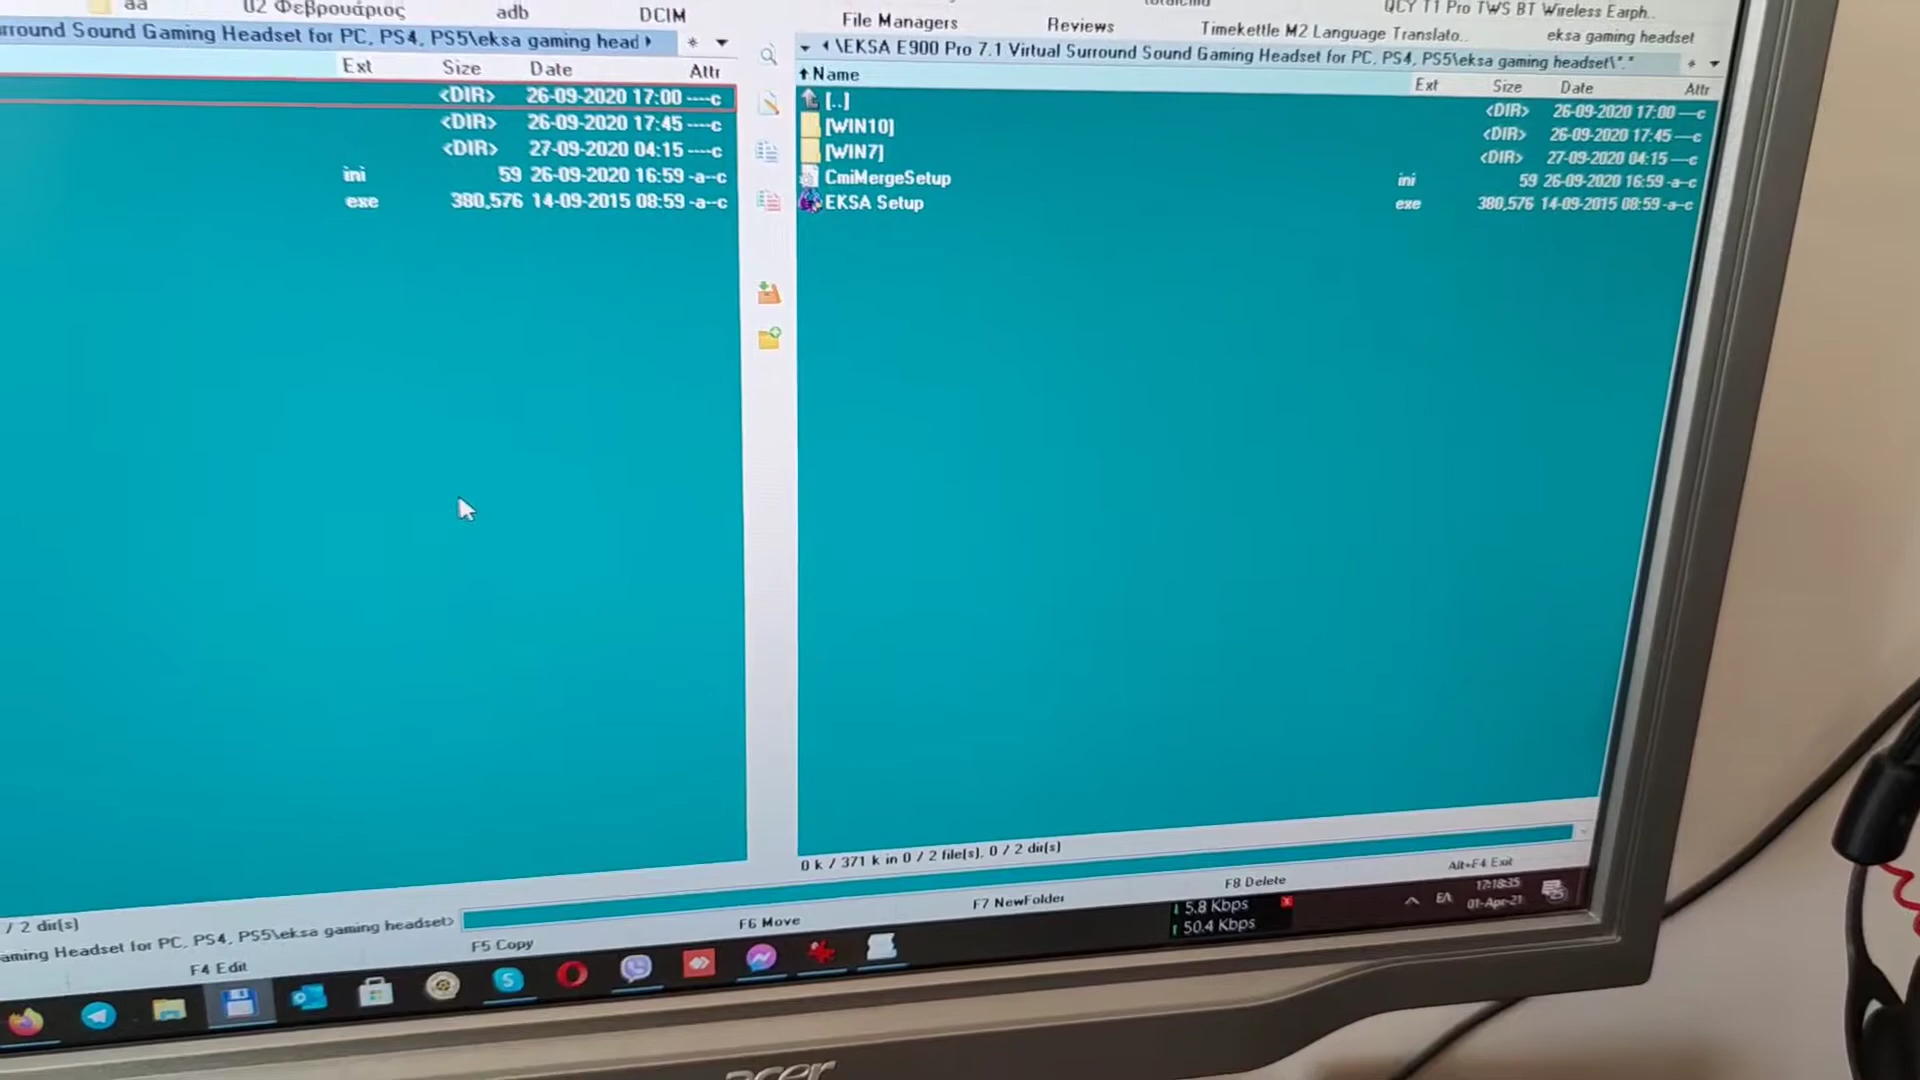 aa
02 Φεβρουάριος
adb
DCIM
File Managers
Reviews
totalcmd
QCY T1 Pro TWS BT Wireless Earph..
Timekettle M2 Language Translato..
eksa gaming headset
rround Sound Gaming Headset for PC, PS4, PS5\eksa gaming head
* 
Ext Size Date Attr
<DIR> 26-09-2020 17:00 ----c
<DIR> 26-09-2020 17:45 ----c
<DIR> 27-09-2020 04:15 ----c
ini 59 26-09-2020 16:59 -a--c
exe 380,576 14-09-2015 08:59 -a--c
\EKSA E900 Pro 7.1 Virtual Surround Sound Gaming Headset for PC, PS4, PS5\eksa gaming headset\*.*
*
Name Ext Size Date Attr
[..] <DIR> 26-09-2020 17:00 ----c
[WIN10] <DIR> 26-09-2020 17:45 ----c
[WIN7] <DIR> 27-09-2020 04:15 ----c
CmiMergeSetup ini 59 26-09-2020 16:59 -a--c
EKSA Setup exe 380,576 14-09-2015 08:59 -a--c
/ 2 dir(s)
0 k / 371 k in 0 / 2 file(s), 0 / 2 dir(s)
aming Headset for PC, PS4, PS5\eksa gaming headset>
F4 Edit
F5 Copy
F6 Move
F7 NewFolder
F8 Delete
Alt+F4 Exit
5.8 Kbps
50.4 Kbps
ΕΛ
17:18:35
01-Apr-21
25
acer